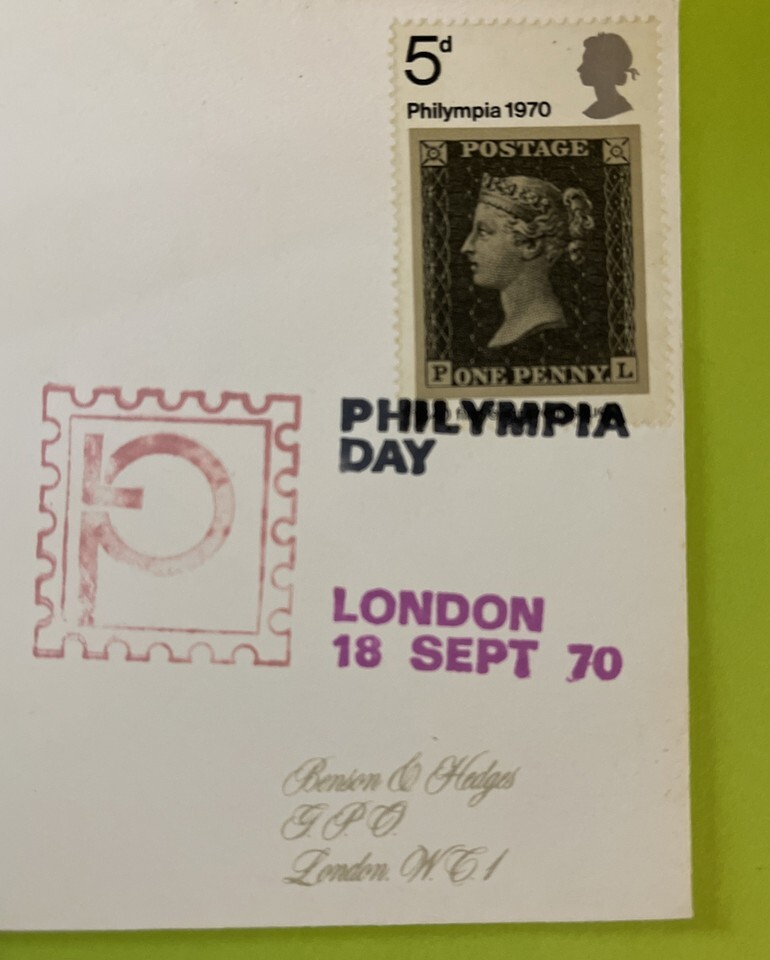 5d
Philympia 1970
POSTAGE
P ONE PENNY. L
PHILYMPIA
DAY
LONDON
18 SEPT 70
Benson & Hedges
G.P.O.
London. W.C.1